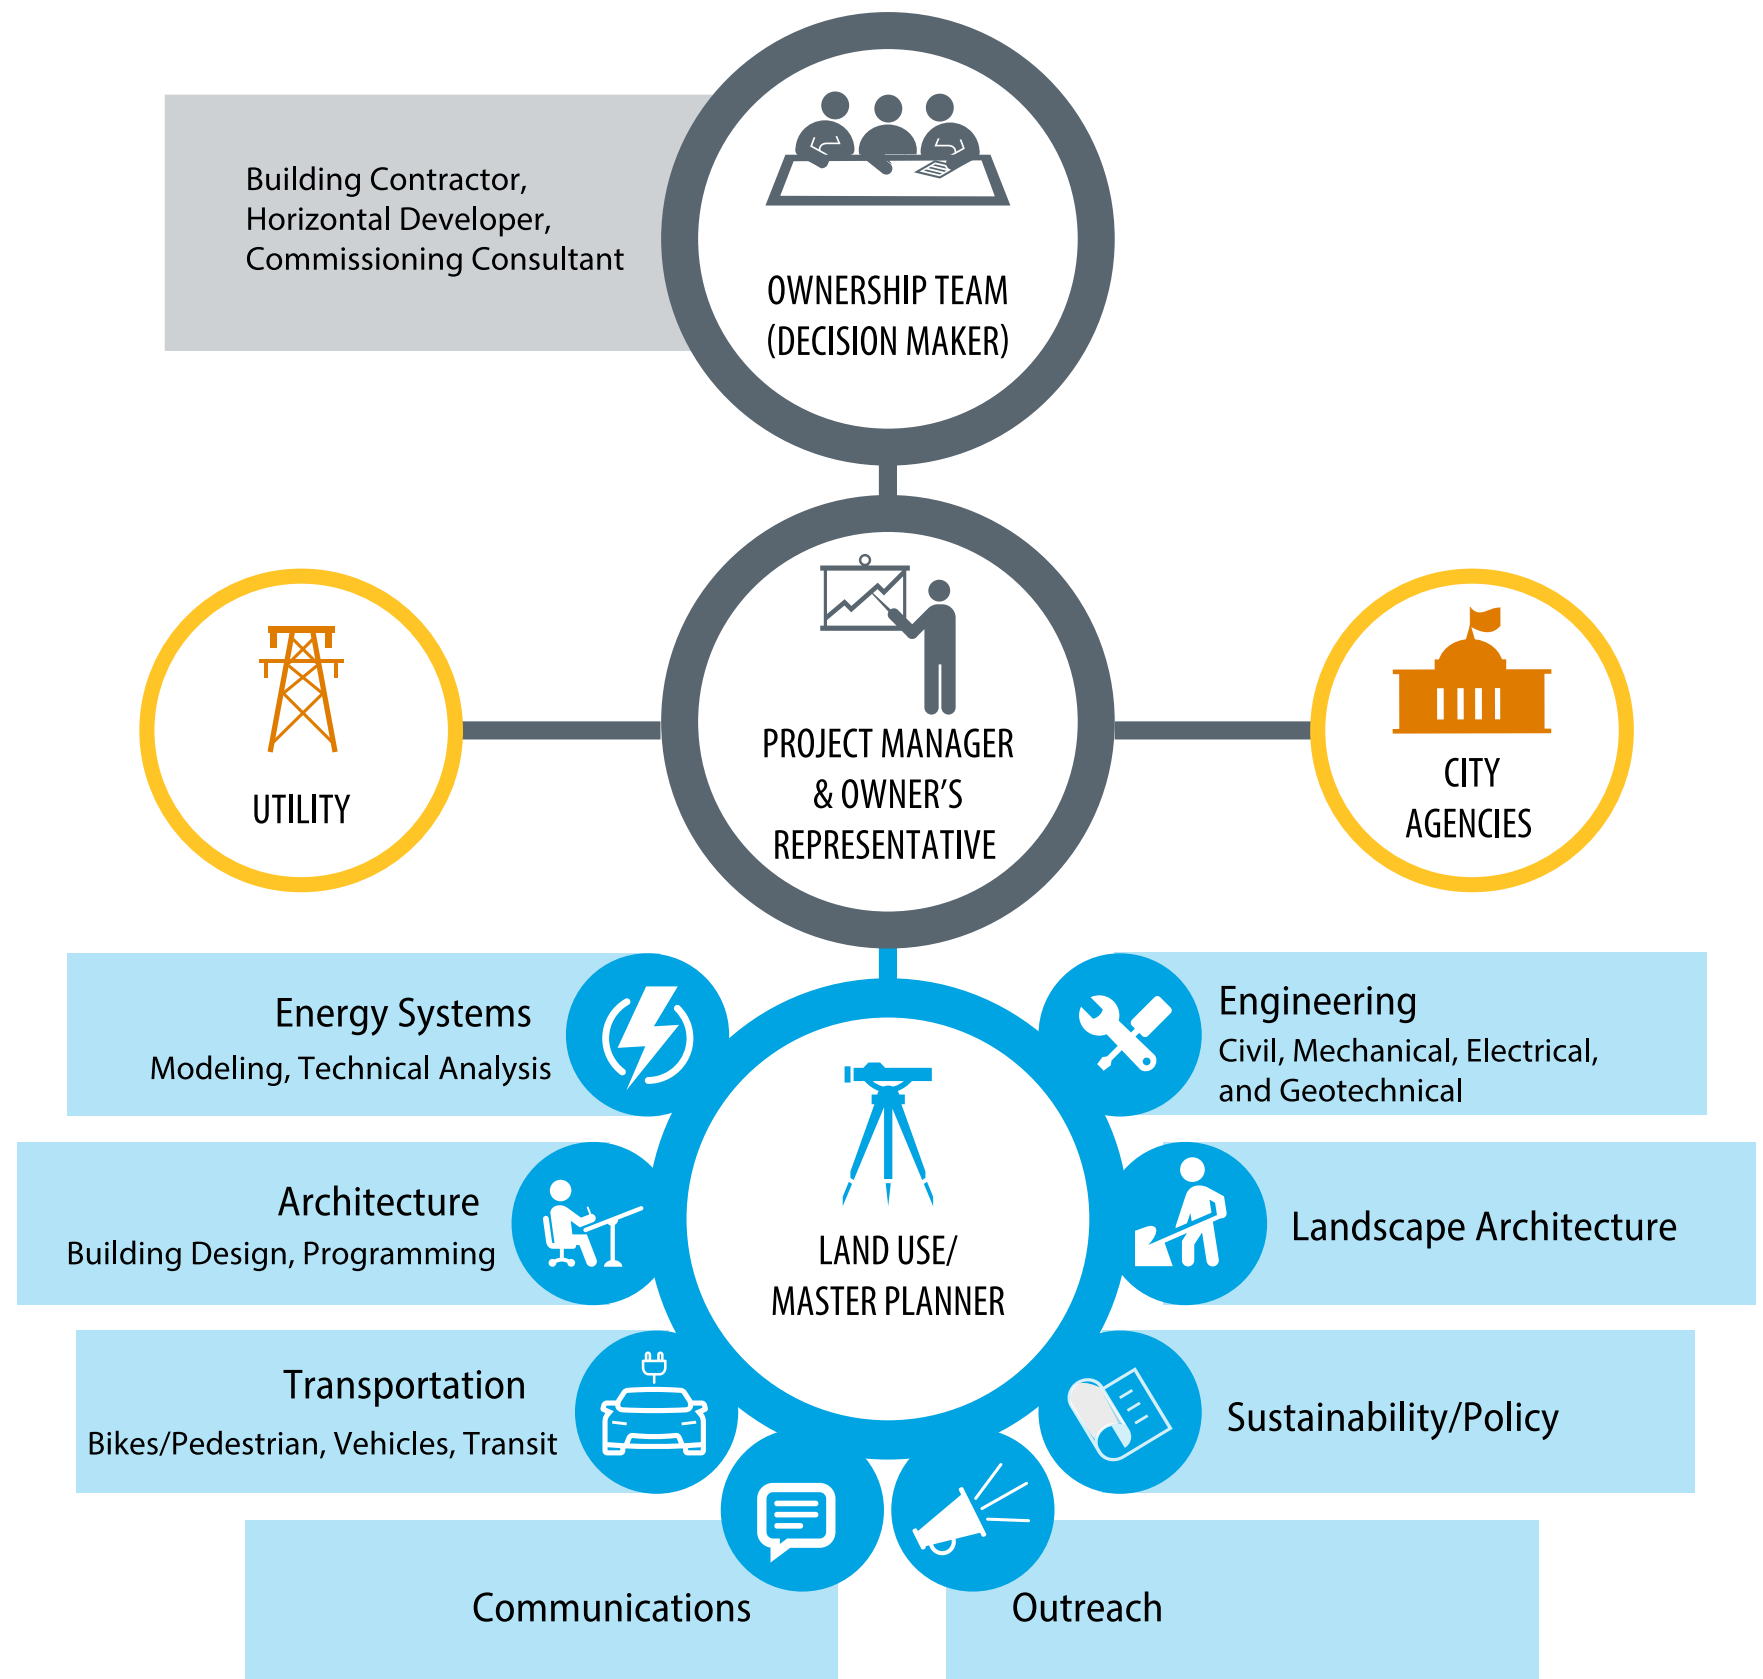 Building Contractor,
Horizontal Developer,
Commissioning Consultant
OWNERSHIP TEAM
(DECISION MAKER)
UTILITY
PROJECT MANAGER
& OWNER’S
REPRESENTATIVE
CITY
AGENCIES
Energy Systems
Modeling, Technical Analysis
Engineering
Civil, Mechanical, Electrical,
and Geotechnical
Architecture
Building Design, Programming
LAND USE/
MASTER PLANNER
Landscape Architecture
Transportation
Bikes/Pedestrian, Vehicles, Transit
Sustainability/Policy
Communications
Outreach